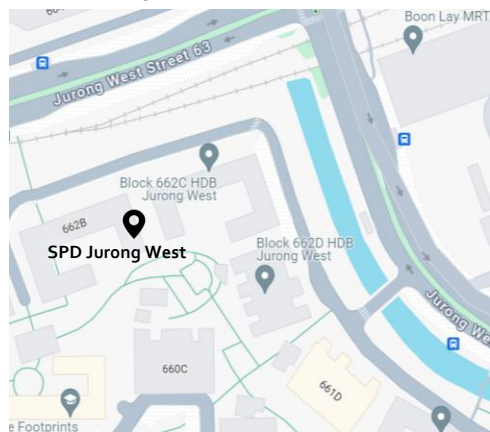 Boon Lay MRT
Jurong West Street 63
Block 662C HDB
Jurong West
662B
SPD Jurong West
Block 662D HDB
Jurong West
Jurong We
660C
661D
e Footprints